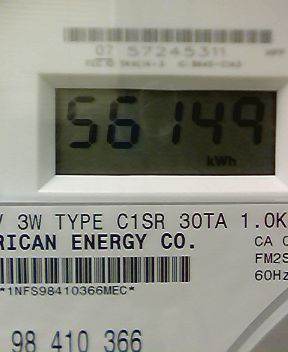 07 57245311
56149
kWh
V 3W TYPE C1SR 30TA 1.0K
RICAN ENERGY CO.
CA
FM2S
60Hz
*1NFS98410366MEC*
98 410 366